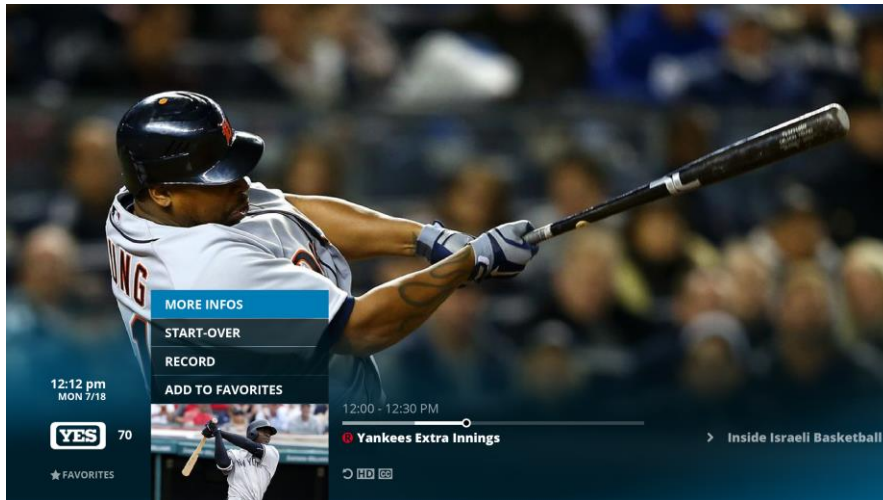 UNG
MORE INFOS
START-OVER
RECORD
ADD TO FAVORITES
12:12 pm
MON 7/18
YES
70
FAVORITES
12:00 - 12:30 PM
R Yankees Extra Innings
> Inside Israeli Basketball
HD CC